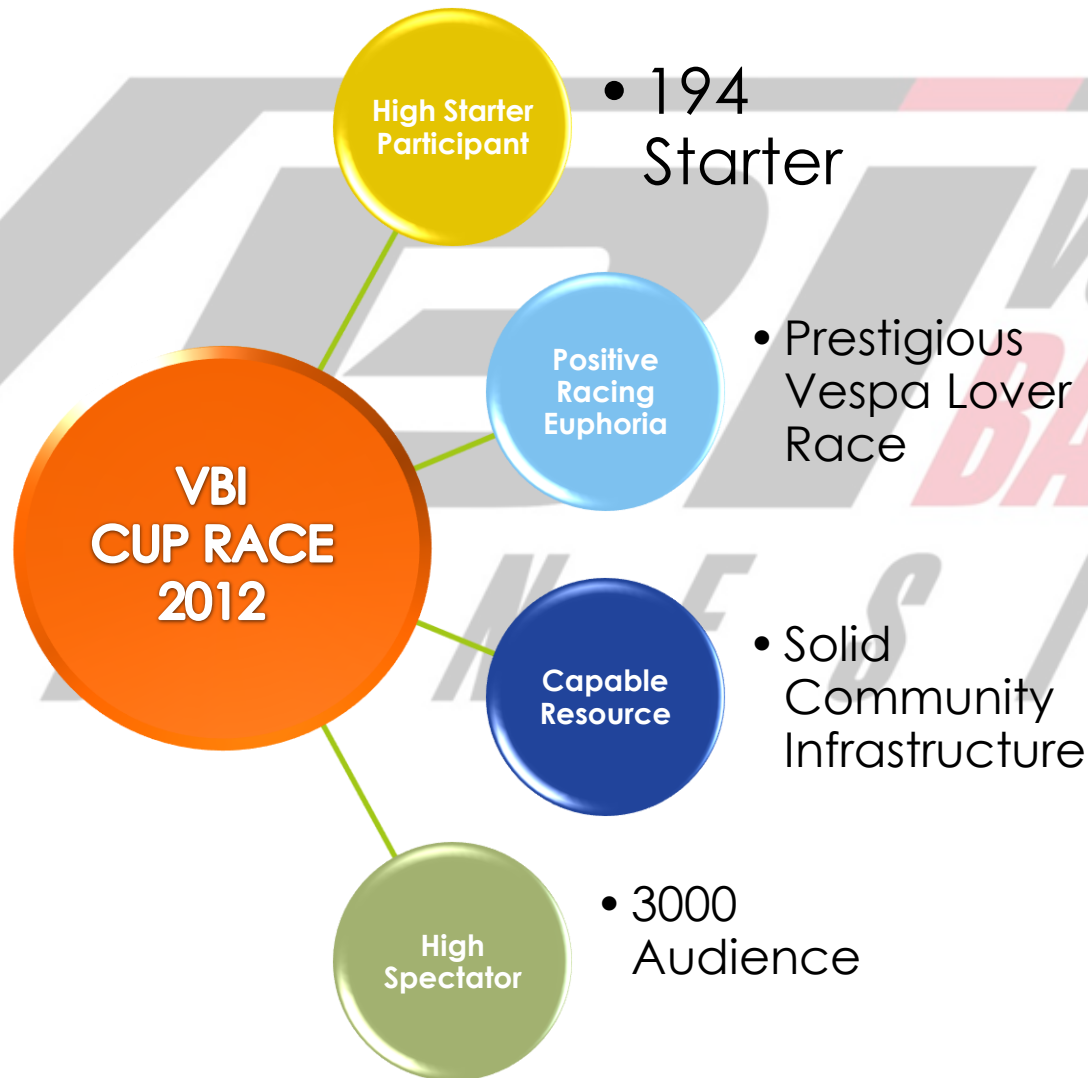 High Starter
Participant
• 194
Starter
Positive
Racing
Euphoria
• Prestigious
Vespa Lover
Race
VBI
CUP RACE
2012
Capable
Resource
• Solid
Community
Infrastructure
High
Spectator
• 3000
Audience